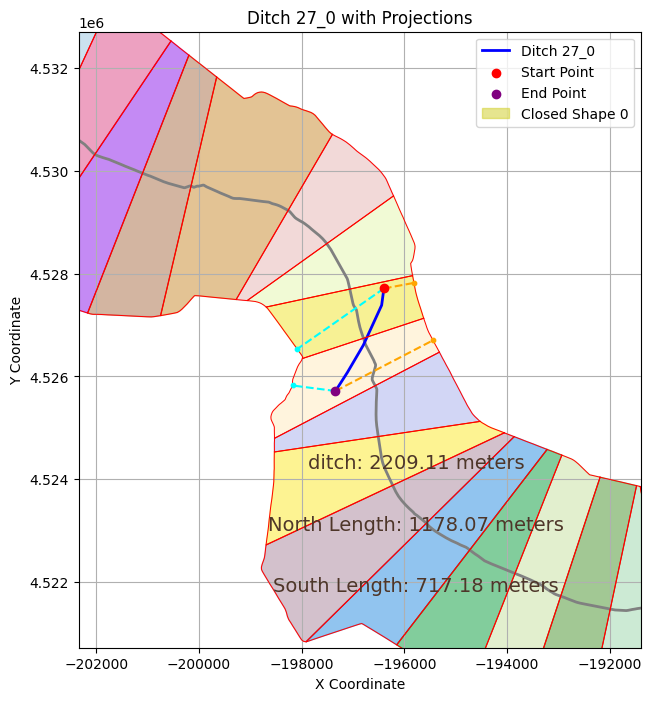 Ditch 27_0 with Projections
1e6
Ditch 27_0
Start Point
End Point
Closed Shape 0
4.532
4.530
4.528
4.526
4.524
4.522
Y Coordinate
ditch: 2209.11 meters
North Length: 1178.07 meters
South Length: 717.18 meters
−202000 −200000 −198000 −196000 −194000 −192000
X Coordinate